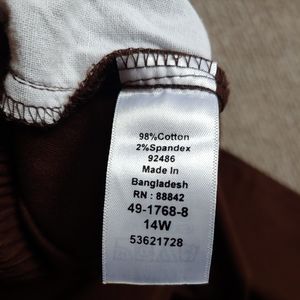 98%Cotton
2%Spandex
92486
Made In
Bangladesh
RN : 88842
49-1768-8
14W
53621728